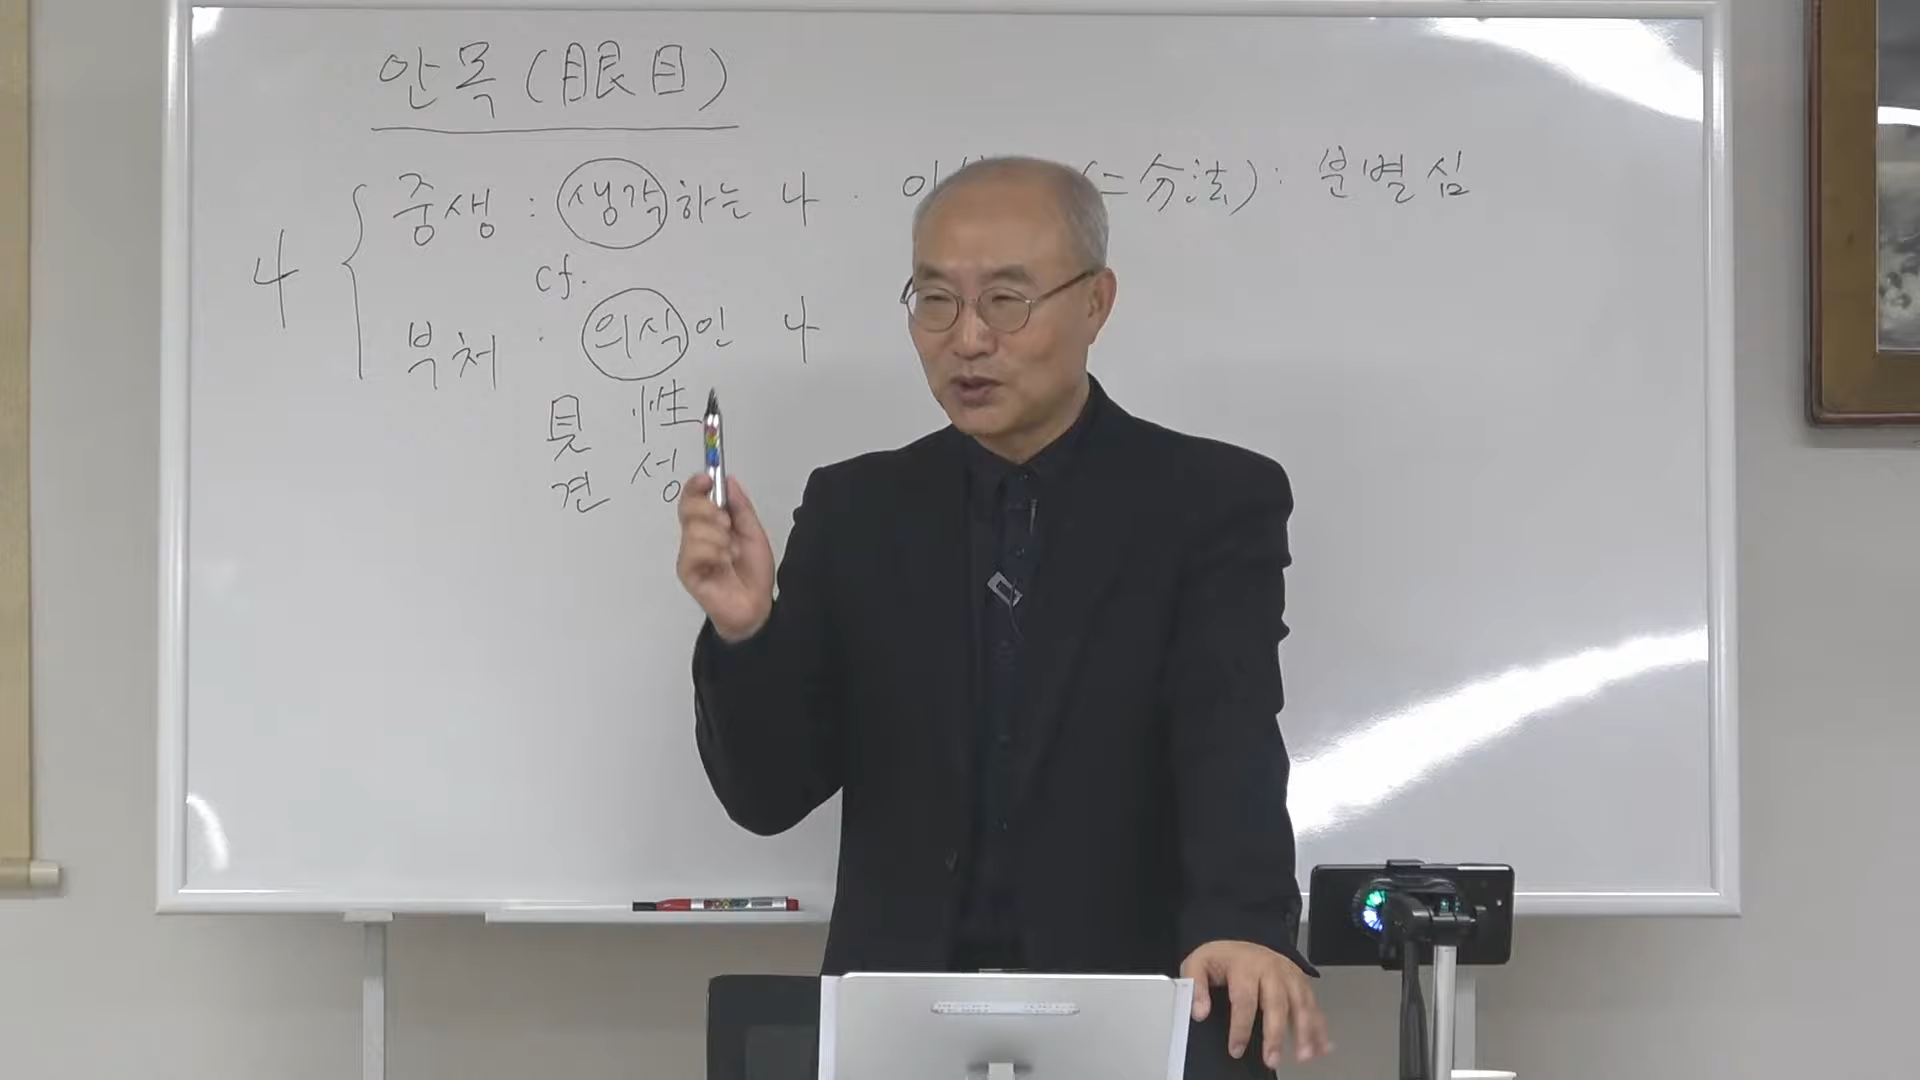 안목 (眼目)
나 { 중생 : 생각하는 나 · 이 (二分法) : 분별심
cf.
부처 : 의식인 나
見 性
견 성